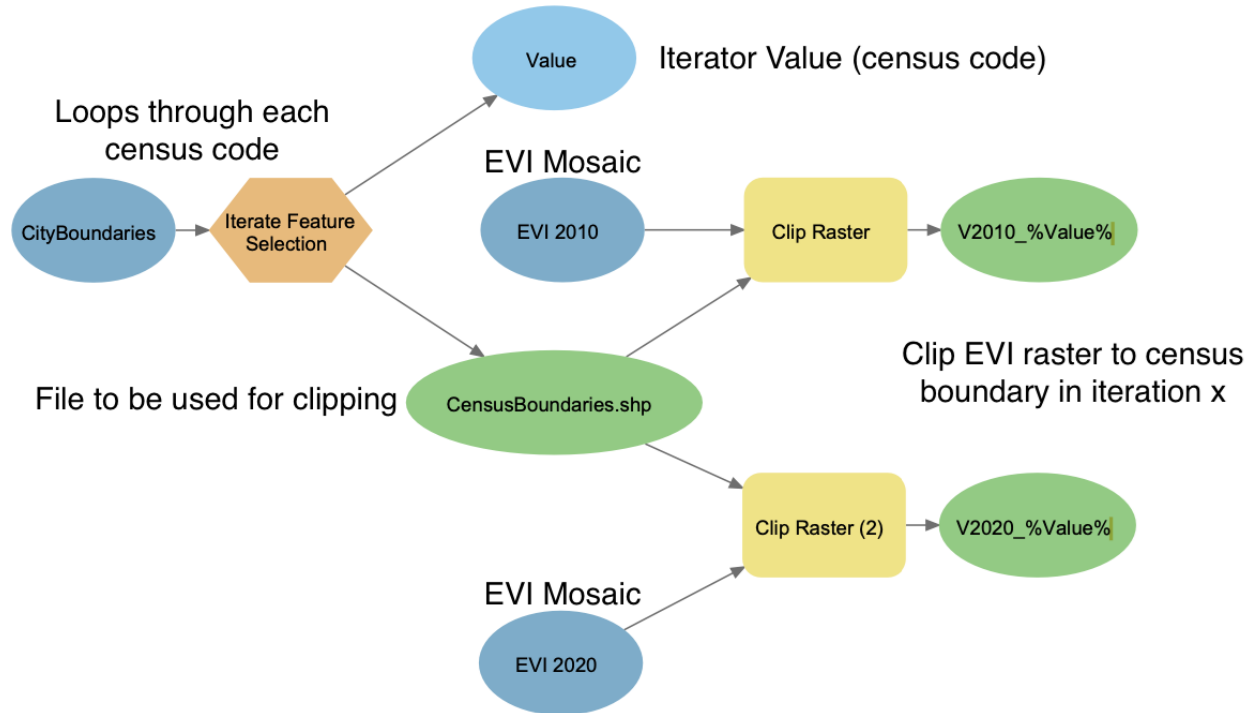 Value
Iterator Value (census code)
Loops through each
census code
EVI Mosaic
CityBoundaries
Iterate Feature
Selection
EVI 2010
Clip Raster
V2010_%Value%
File to be used for clipping
CensusBoundaries.shp
Clip EVI raster to census
boundary in iteration x
Clip Raster (2)
V2020_%Value%
EVI Mosaic
EVI 2020